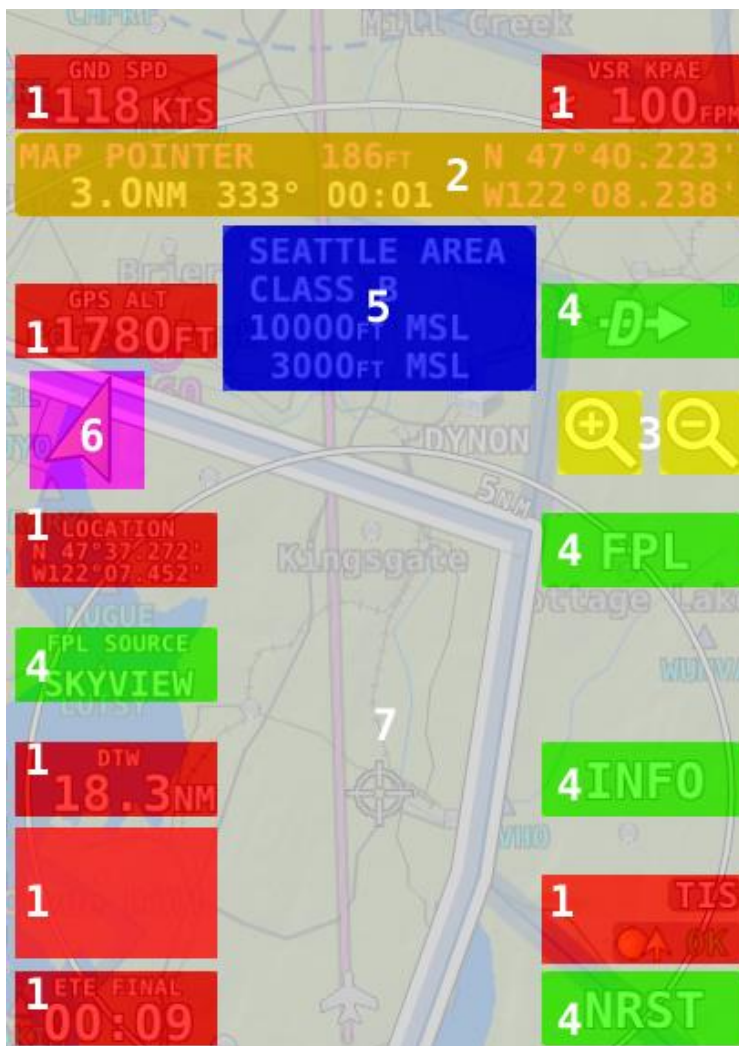 Mill Creek
GND SPD
1 118 KTS
VSR KPAE
1 100 FPM
MAP POINTER 186FT N 47°40.223'
3.0NM 333° 00:01 2 W122°08.238'
Brier
SEATTLE AREA
CLASS B
5
10000FT MSL
3000FT MSL
GPS ALT
1 1780FT
4 D
6
DYNON
3
5NM
1 LOCATION
N 47°37.272'
W122°07.452'
Kingsgate
4 FPL
ottage Lake
FPL SOURCE
4 SKYVIEW
7
1 DTW
18.3NM
4 INFO
1
1 TIS
OK
1 ETE FINAL
00:09
4 NRST